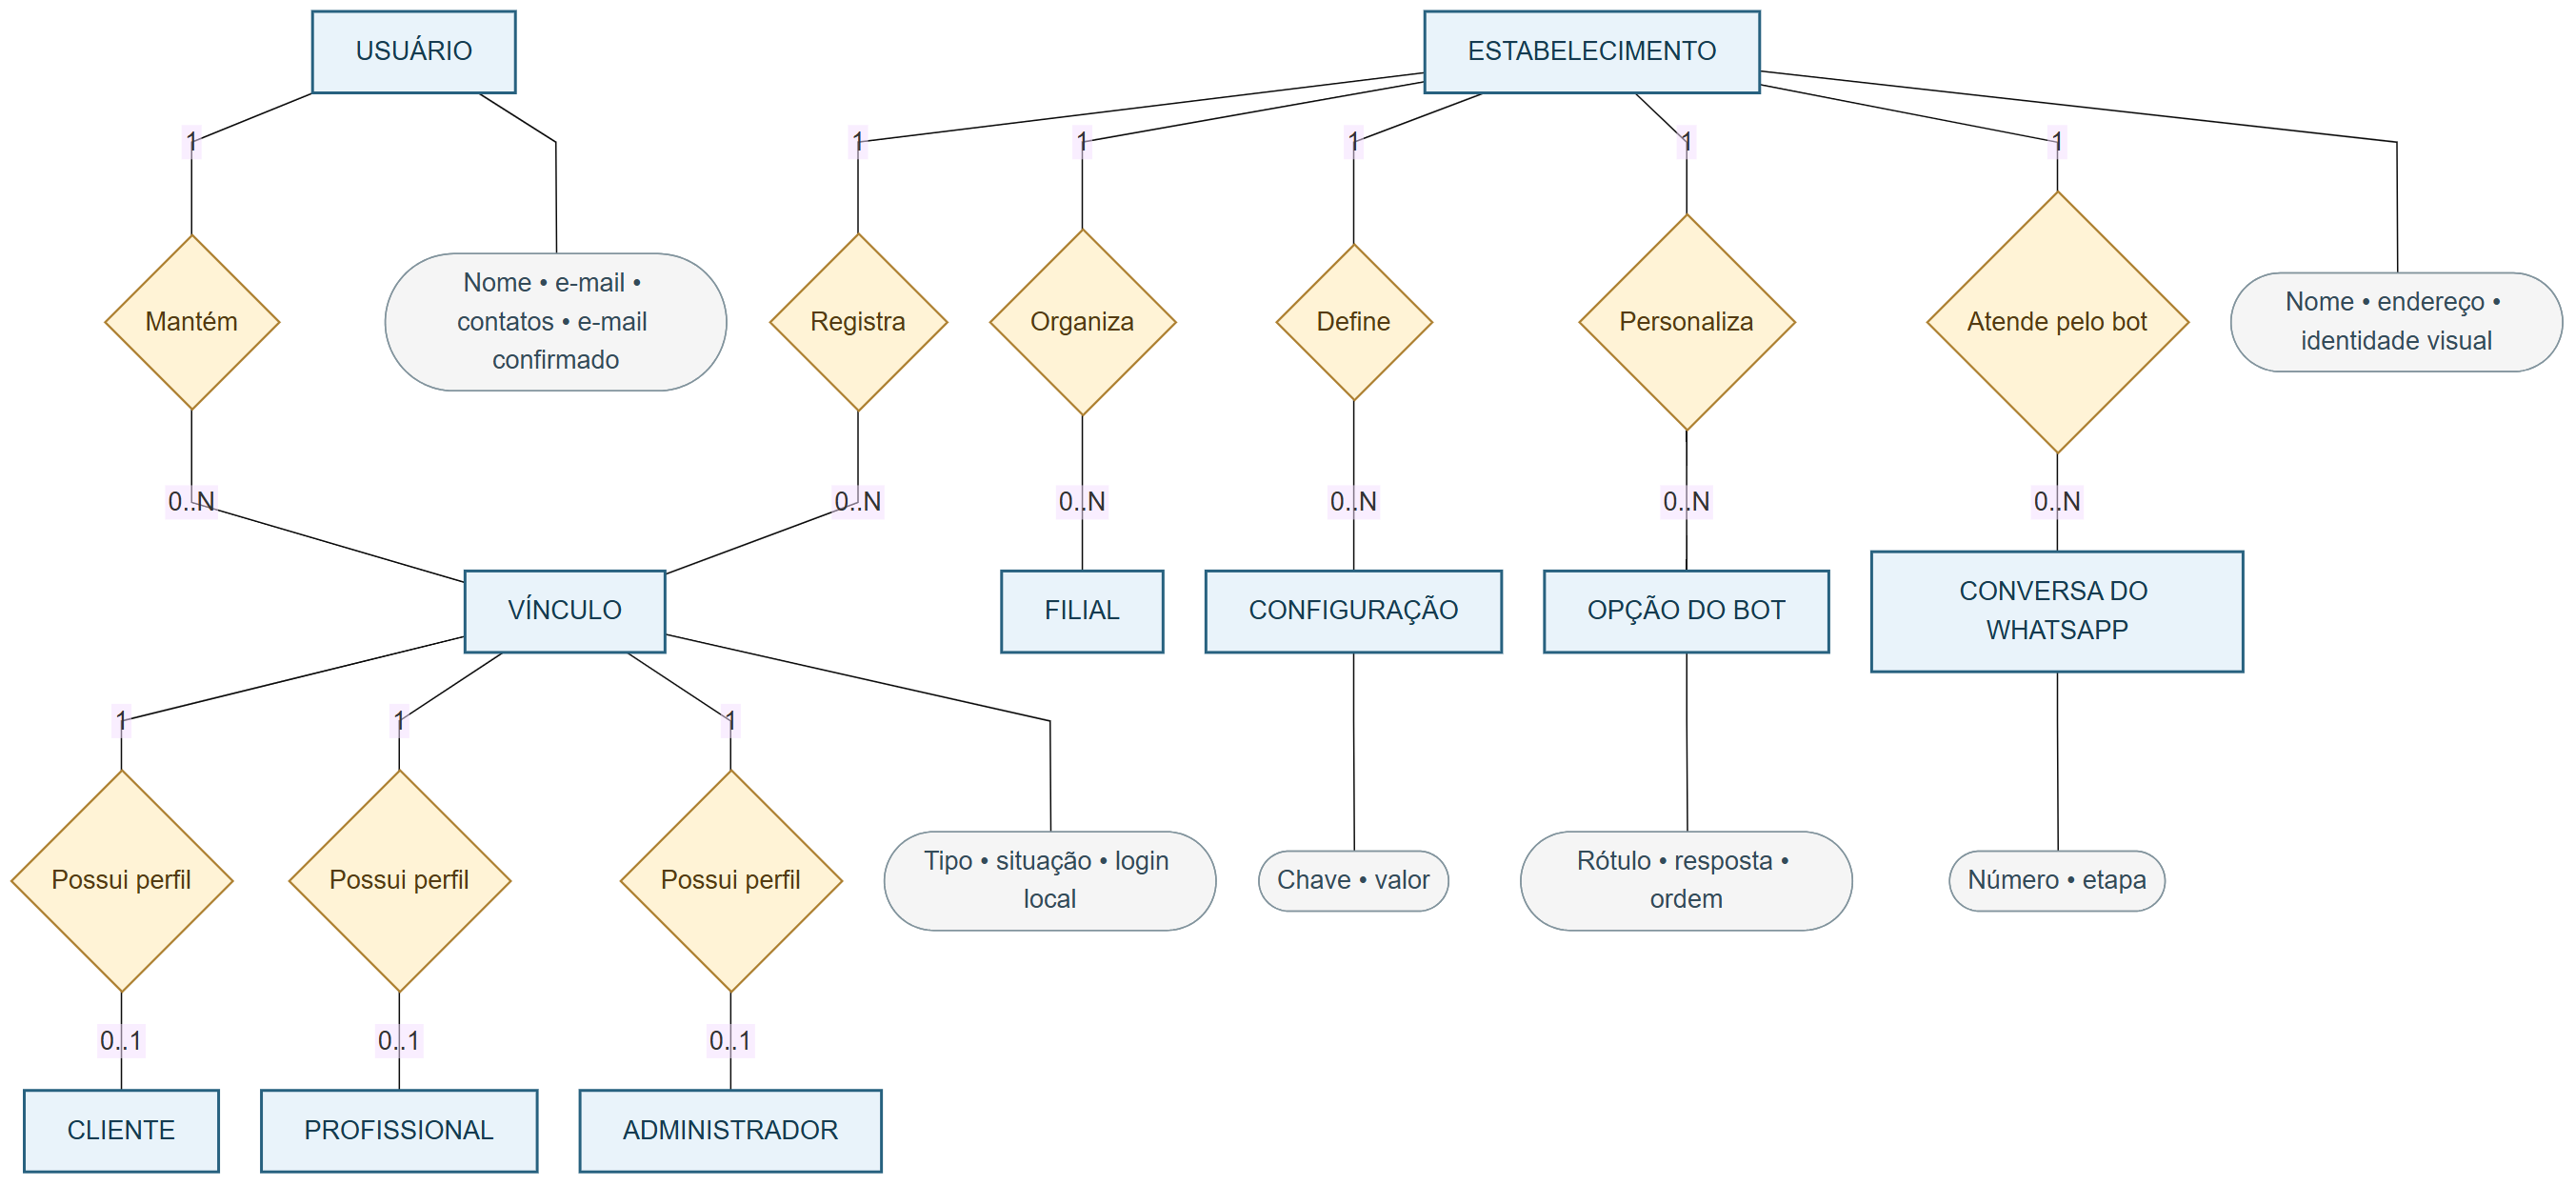 USUÁRIO
ESTABELECIMENTO
1
1
1
1
1
1
Mantém
Nome • e-mail •
contatos • e-mail
confirmado
Registra
Organiza
Define
Personaliza
Atende pelo bot
Nome • endereço •
identidade visual
0..N
0..N
0..N
0..N
0..N
0..N
VÍNCULO
FILIAL
CONFIGURAÇÃO
OPÇÃO DO BOT
CONVERSA DO
WHATSAPP
1
1
1
Possui perfil
Possui perfil
Possui perfil
Tipo • situação • login
local
Chave • valor
Rótulo • resposta •
ordem
Número • etapa
0..1
0..1
0..1
CLIENTE
PROFISSIONAL
ADMINISTRADOR